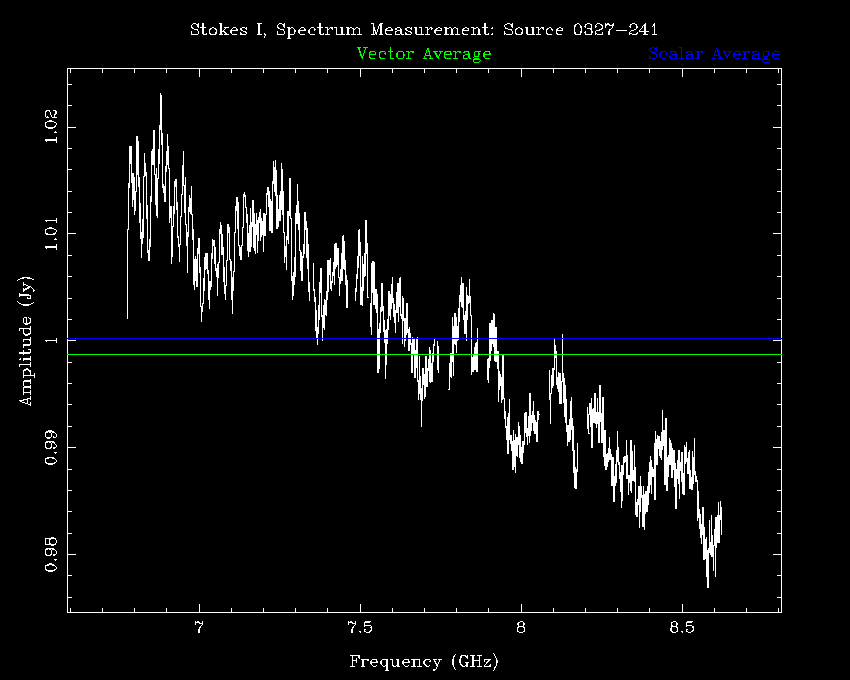 Stokes I, Spectrum Measurement: Source 0327−241
Vector Average Scalar Average
1.02
1.01
1
0.99
0.98
Amplitude (Jy)
7 7.5 8 8.5
Frequency (GHz)